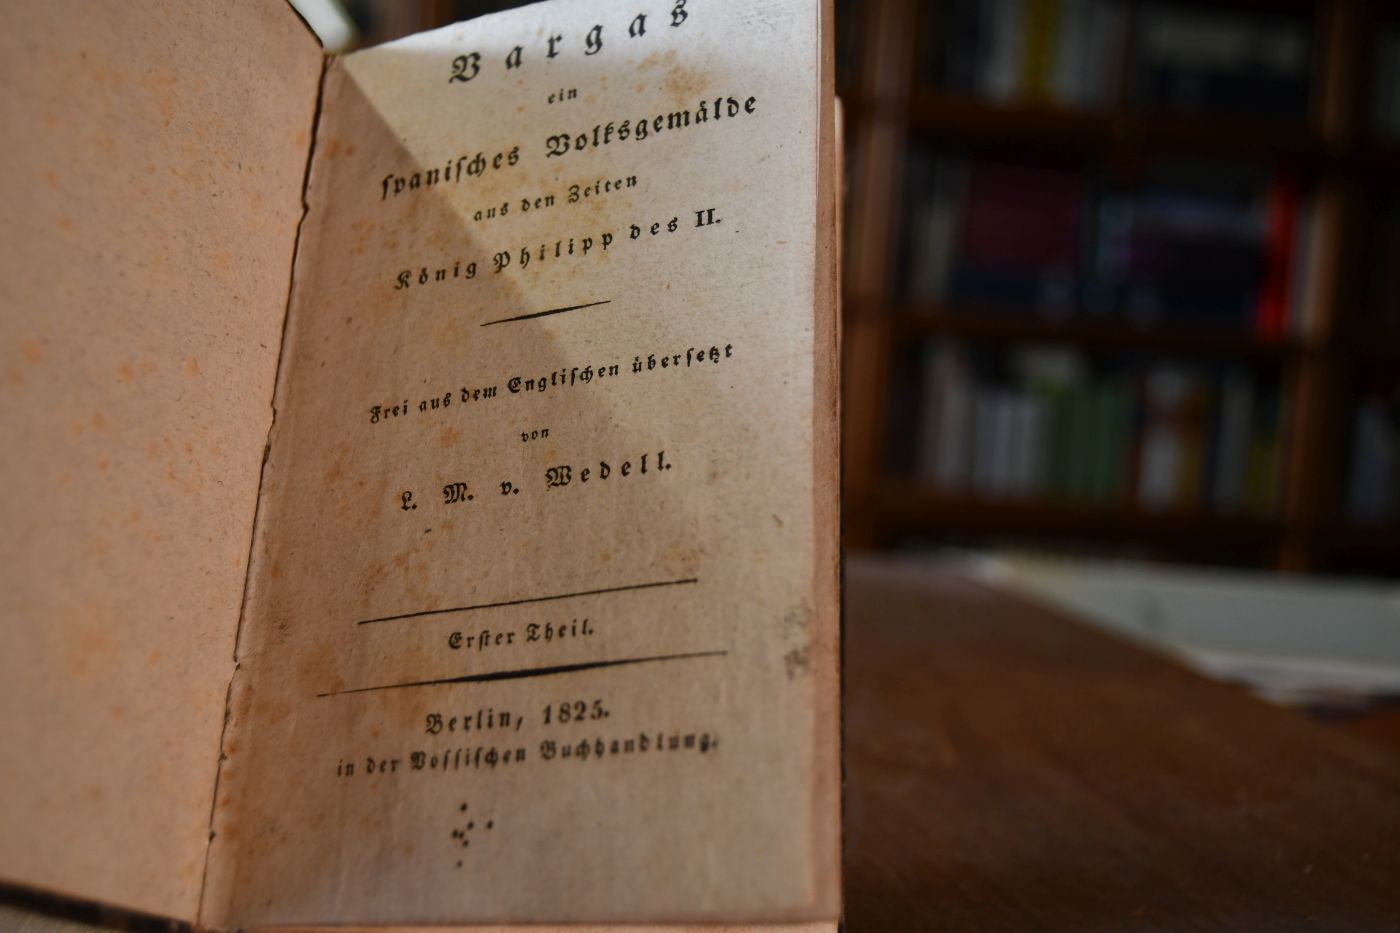 Vargas
ein
ſpaniſches Volksgemälde
aus den Zeiten
König Philipp des II.
Frei aus dem Engliſchen überſetzt
von
L. M. v. Wedell.
Erſter Theil.
Berlin, 1825.
in der Voſſiſchen Buchhandlung.